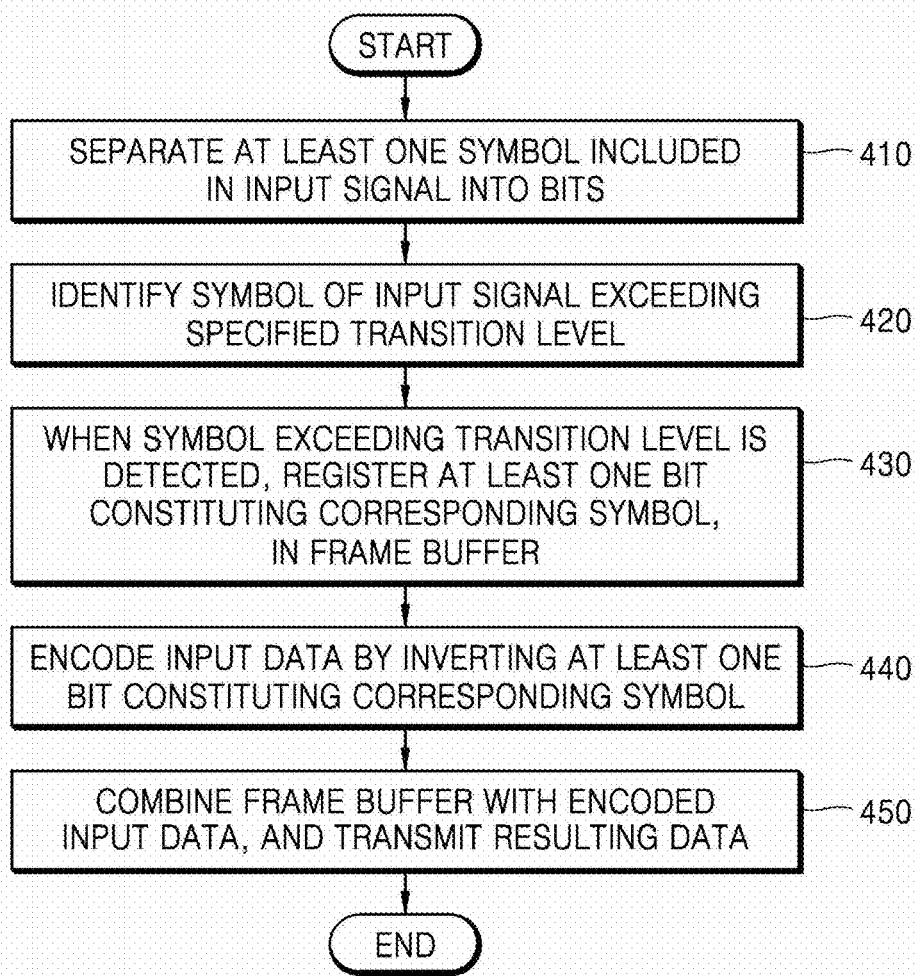 START
SEPARATE AT LEAST ONE SYMBOL INCLUDED
IN INPUT SIGNAL INTO BITS
410
IDENTIFY SYMBOL OF INPUT SIGNAL EXCEEDING
SPECIFIED TRANSITION LEVEL
420
WHEN SYMBOL EXCEEDING TRANSITION LEVEL IS
DETECTED, REGISTER AT LEAST ONE BIT
CONSTITUTING CORRESPONDING SYMBOL,
IN FRAME BUFFER
430
ENCODE INPUT DATA BY INVERTING AT LEAST ONE
BIT CONSTITUTING CORRESPONDING SYMBOL
440
COMBINE FRAME BUFFER WITH ENCODED
INPUT DATA, AND TRANSMIT RESULTING DATA
450
END